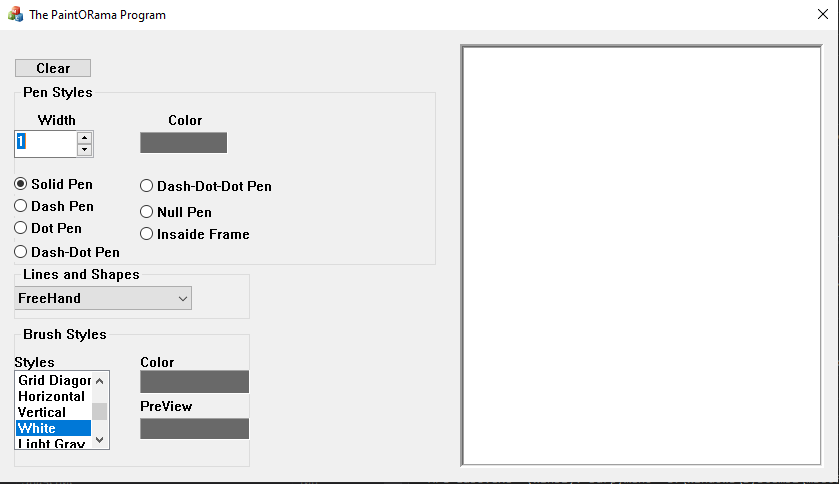 The PaintORama Program
Clear
Pen Styles
Width
Color
1
Solid Pen
Dash-Dot-Dot Pen
Dash Pen
Null Pen
Dot Pen
Insaide Frame
Dash-Dot Pen
Lines and Shapes
FreeHand
Brush Styles
Styles
Color
Grid Diagor
Horizontal
PreView
Vertical
White
Light Gray